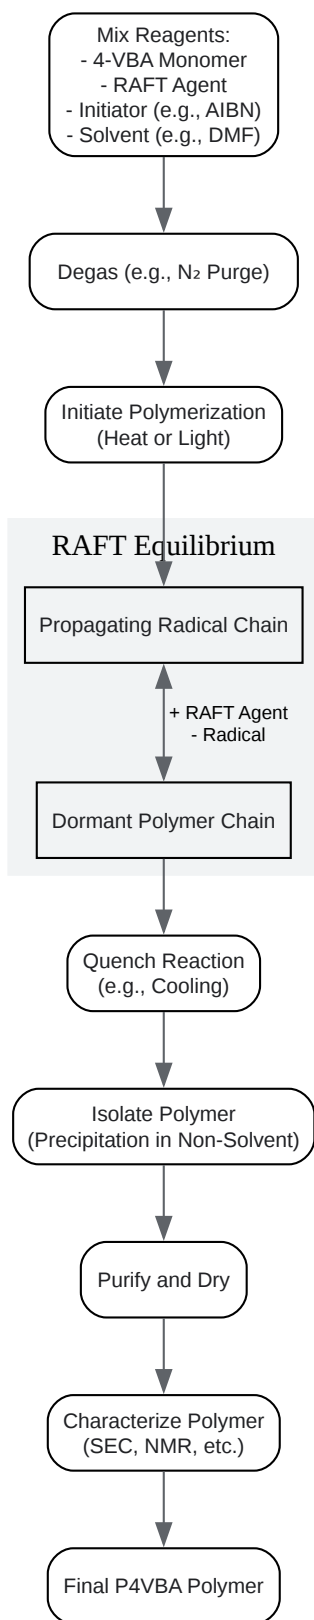 Mix Reagents:
- 4-VBA Monomer
- RAFT Agent
- Initiator (e.g., AIBN)
- Solvent (e.g., DMF)
Degas (e.g., N₂ Purge)
Initiate Polymerization
(Heat or Light)
RAFT Equilibrium
Propagating Radical Chain
+ RAFT Agent
- Radical
Dormant Polymer Chain
Quench Reaction
(e.g., Cooling)
Isolate Polymer
(Precipitation in Non-Solvent)
Purify and Dry
Characterize Polymer
(SEC, NMR, etc.)
Final P4VBA Polymer